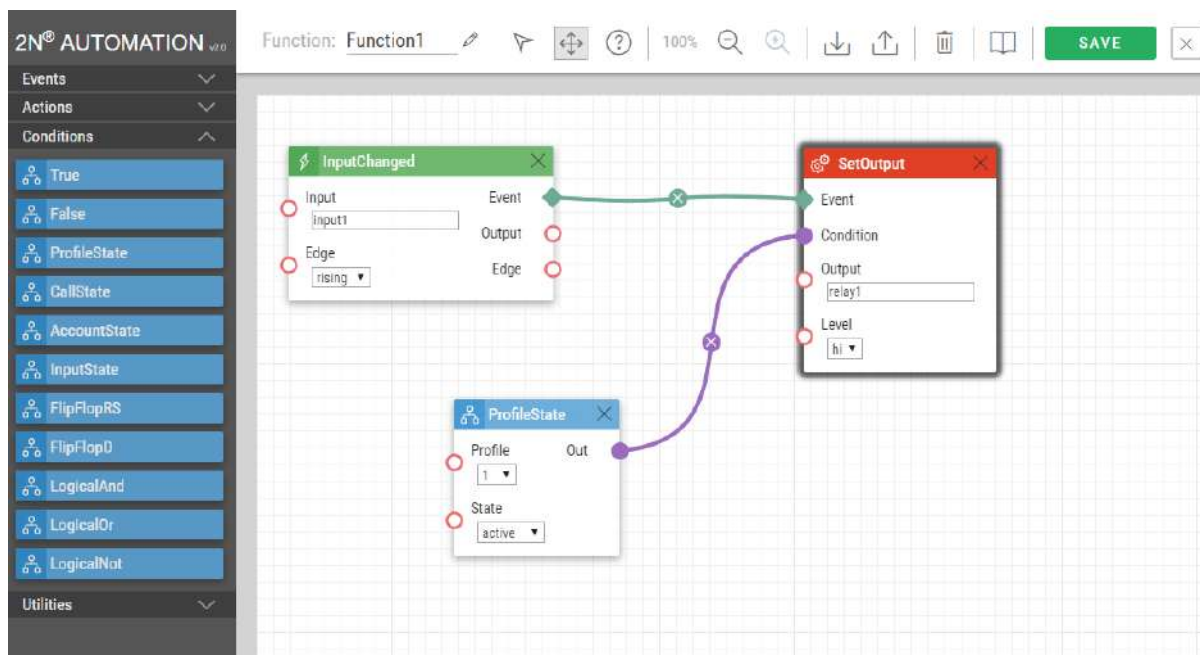 2N® AUTOMATION v2.0
Function: Function1
100%
SAVE
Events
Actions
Conditions
True
False
ProfileState
CallState
AccountState
InputState
FlipFlopRS
FlipFlopD
LogicalAnd
LogicalOr
LogicalNot
Utilities
InputChanged
Input
input1
Edge
rising
Event
Output
Edge
SetOutput
Event
Condition
Output
relay1
Level
hi
ProfileState
Profile
1
State
active
Out